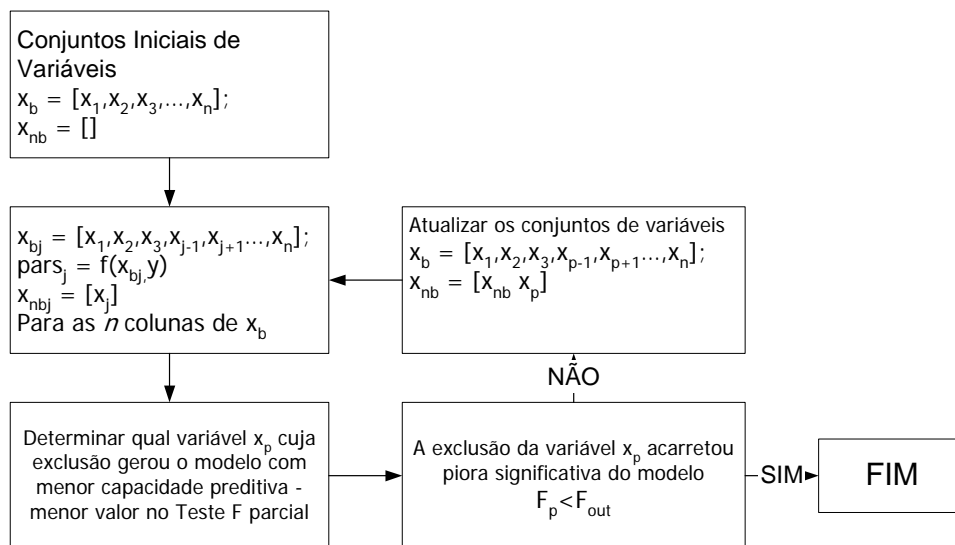 Conjuntos Iniciais de
Variáveis
x_b = [x_1,x_2,x_3,...,x_n];
x_nb = []
x_bj = [x_1,x_2,x_3,x_j-1,x_j+1...,x_n];
pars_j = f(x_bj,y)
x_nbj = [x_j]
Para as n colunas de x_b
Atualizar os conjuntos de variáveis
x_b = [x_1,x_2,x_3,x_p-1,x_p+1...,x_n];
x_nb = [x_nb x_p]
NÃO
Determinar qual variável x_p cuja
exclusão gerou o modelo com
menor capacidade preditiva -
menor valor no Teste F parcial
A exclusão da variável x_p acarretou
piora significativa do modelo
F_p<F_out
SIM
FIM